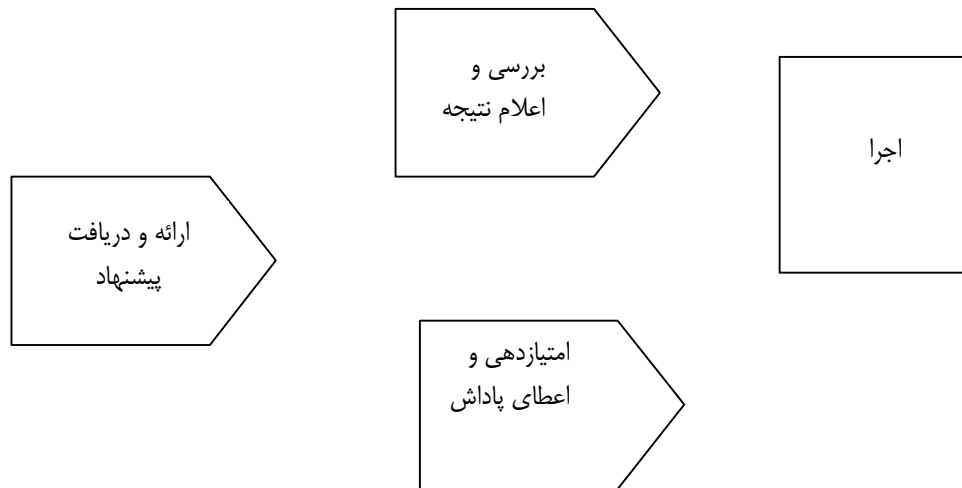 بررسی و
اعلام نتیجه
اجرا
ارائه و دریافت
پیشنهاد
امتیازدهی و
اعطای پاداش